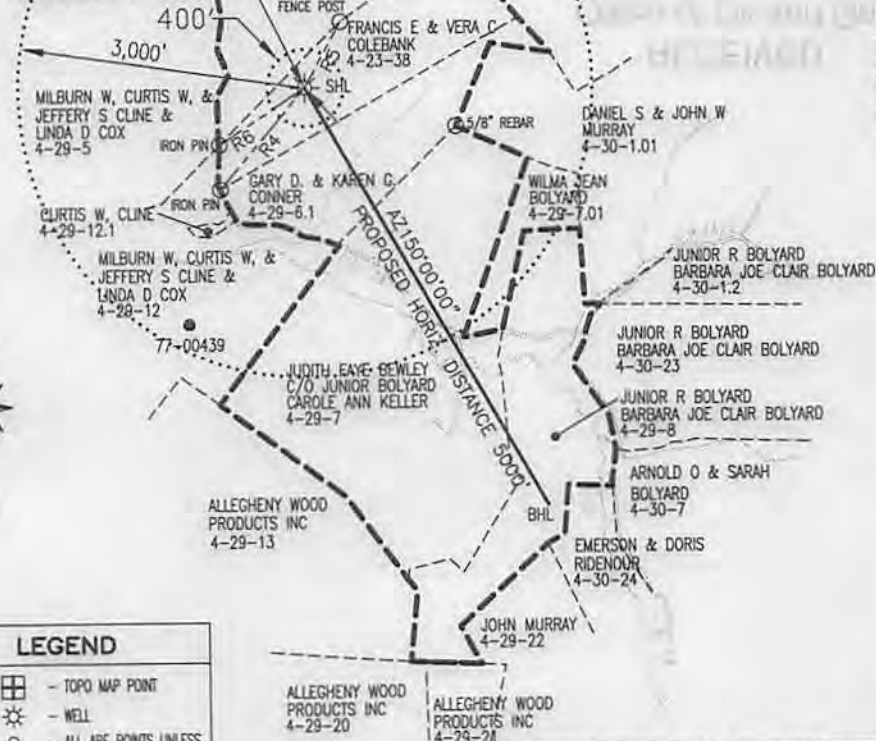 FENCE POST
400'
3,000'
FRANCIS E & VERA C
COLEBANK
4-23-38
SHL
MILBURN W, CURTIS W, &
JEFFERY S CLINE &
LINDA D COX
4-29-5
IRON PIN
R6
R4
5/8" REBAR
DANIEL S & JOHN W
MURRAY
4-30-1.01
IRON PIN
GARY D. & KAREN G.
CONNER
4-29-6.1
WILMA JEAN
BOLYARD
4-29-7.01
CURTIS W, CLINE
4-29-12.1
MILBURN W, CURTIS W, &
JEFFERY S CLINE &
LINDA D COX
4-29-12
77-00439
AZ150°00'00"
PROPOSED HORIZ. DISTANCE 5000'
JUNIOR R BOLYARD
BARBARA JOE CLAIR BOLYARD
4-30-1.2
JUNIOR R BOLYARD
BARBARA JOE CLAIR BOLYARD
4-30-23
JUDITH FAYE BEWLEY
C/O JUNIOR BOLYARD
CAROLE ANN KELLER
4-29-7
JUNIOR R BOLYARD
BARBARA JOE CLAIR BOLYARD
4-29-8
ARNOLD O & SARAH
BOLYARD
4-30-7
ALLEGHENY WOOD
PRODUCTS INC
4-29-13
BHL
EMERSON & DORIS
RIDENOUR
4-30-24
JOHN MURRAY
4-29-22
LEGEND
- TOPO MAP POINT
- WELL
- ALL ARE POINTS UNLESS
ALLEGHENY WOOD
PRODUCTS INC
4-29-20
ALLEGHENY WOOD
PRODUCTS INC
RECEIVED